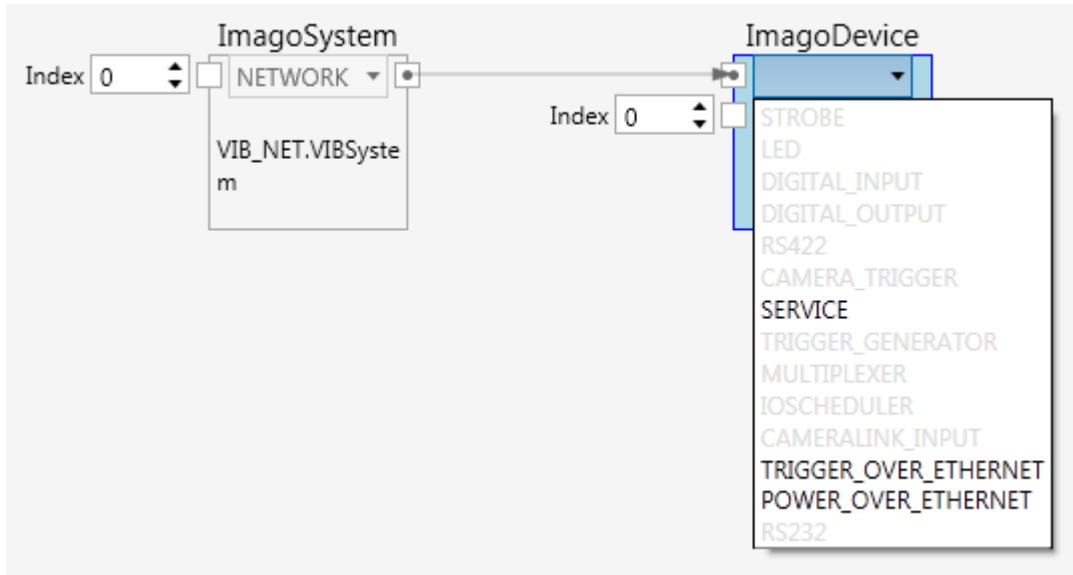 ImagoSystem
ImagoDevice
Index 0
NETWORK
Index 0
VIB_NET.VIBSyste
m
STROBE
LED
DIGITAL_INPUT
DIGITAL_OUTPUT
RS422
CAMERA_TRIGGER
SERVICE
TRIGGER_GENERATOR
MULTIPLEXER
IOSCHEDULER
CAMERALINK_INPUT
TRIGGER_OVER_ETHERNET
POWER_OVER_ETHERNET
RS232